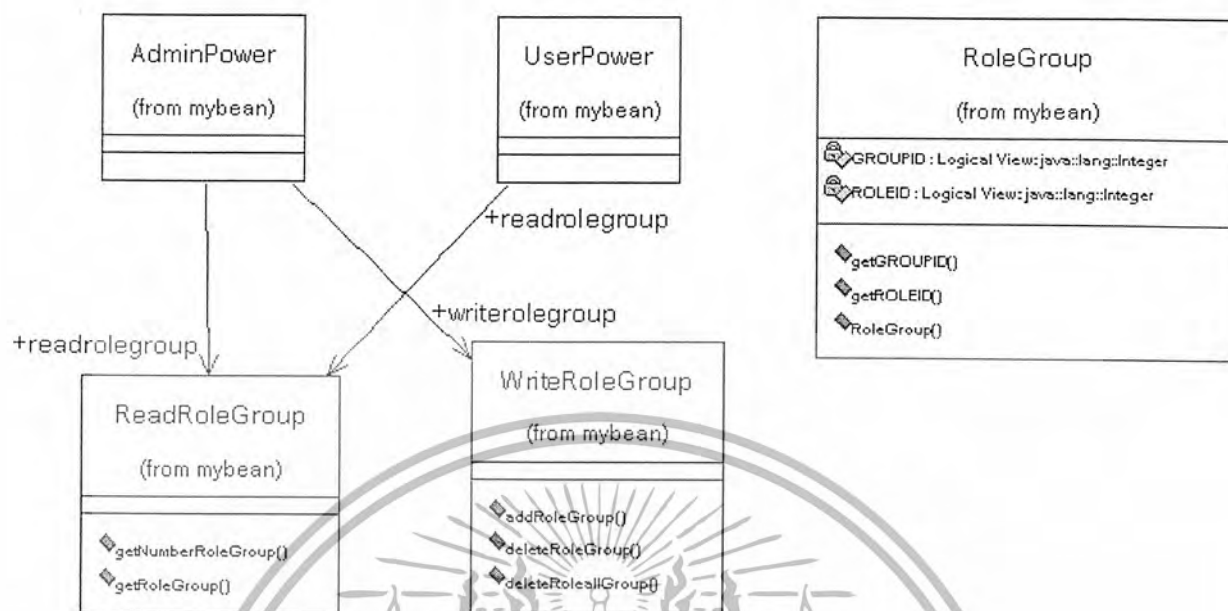 AdminPower
(from mybean)
UserPower
(from mybean)
RoleGroup
(from mybean)
GROUPID : Logical View:java::lang::Integer
ROLEID : Logical View:java::lang::Integer
getGROUPID()
getROLEID()
RoleGroup()
+readrolegroup
+writerolegroup
+readrolegroup
ReadRoleGroup
(from mybean)
getNumberRoleGroup()
getRoleGroup()
WriteRoleGroup
(from mybean)
addRoleGroup()
deleteRoleGroup()
deleteRoleallGroup()